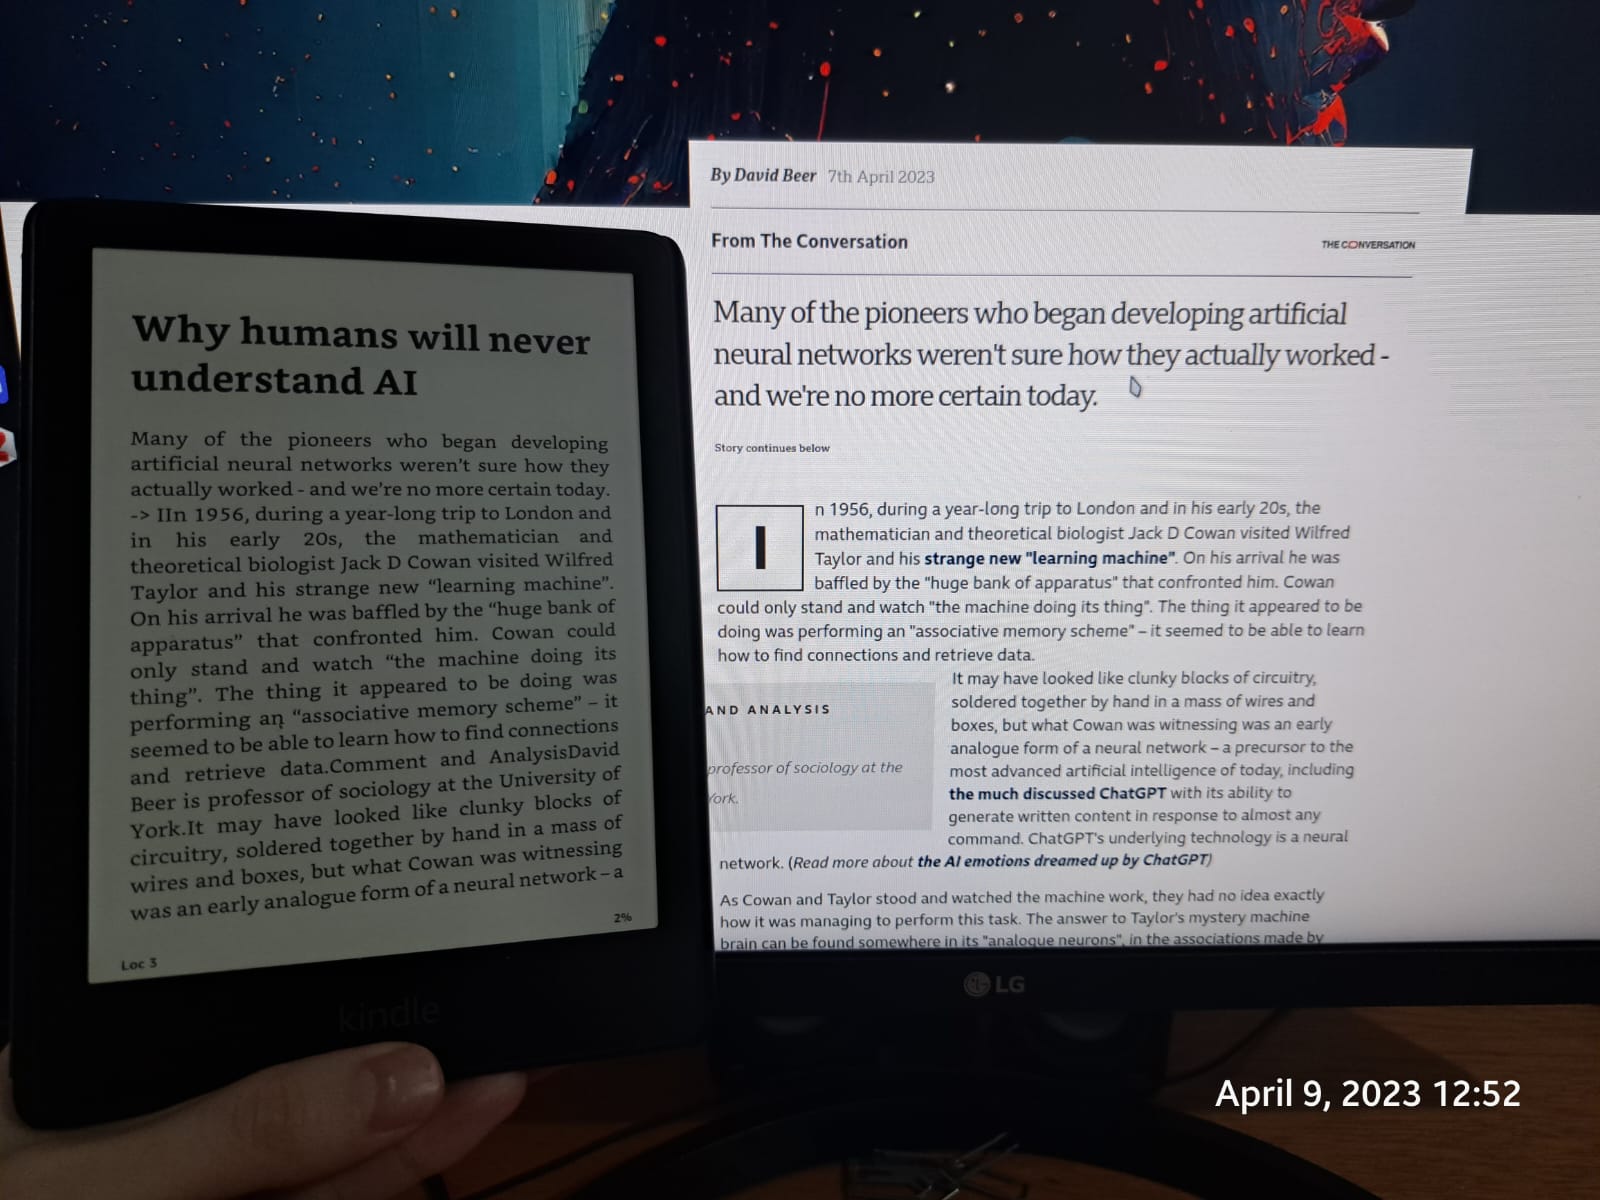 Why humans will never
understand AI
Many of the pioneers who began developing
artificial neural networks weren't sure how they
actually worked - and we're no more certain today.
-> IIn 1956, during a year-long trip to London and
in his early 20s, the mathematician and
theoretical biologist Jack D Cowan visited Wilfred
Taylor and his strange new “learning machine”.
On his arrival he was baffled by the “huge bank of
apparatus” that confronted him. Cowan could
only stand and watch “the machine doing its
thing”. The thing it appeared to be doing was
performing an “associative memory scheme” – it
seemed to be able to learn how to find connections
and retrieve data.Comment and AnalysisDavid
Beer is professor of sociology at the University of
York.It may have looked like clunky blocks of
circuitry, soldered together by hand in a mass of
wires and boxes, but what Cowan was witnessing
was an early analogue form of a neural network – a
2%
Loc 3
kindle
By David Beer 7th April 2023
From The Conversation
THE CONVERSATION
Many of the pioneers who began developing artificial
neural networks weren't sure how they actually worked -
and we're no more certain today.
Story continues below
In 1956, during a year-long trip to London and in his early 20s, the
mathematician and theoretical biologist Jack D Cowan visited Wilfred
Taylor and his strange new "learning machine". On his arrival he was
baffled by the "huge bank of apparatus" that confronted him. Cowan
could only stand and watch "the machine doing its thing". The thing it appeared to be
doing was performing an "associative memory scheme" – it seemed to be able to learn
how to find connections and retrieve data.
AND ANALYSIS
professor of sociology at the
York.
It may have looked like clunky blocks of circuitry,
soldered together by hand in a mass of wires and
boxes, but what Cowan was witnessing was an early
analogue form of a neural network – a precursor to the
most advanced artificial intelligence of today, including
the much discussed ChatGPT with its ability to
generate written content in response to almost any
command. ChatGPT's underlying technology is a neural
network. (Read more about the AI emotions dreamed up by ChatGPT)
As Cowan and Taylor stood and watched the machine work, they had no idea exactly
how it was managing to perform this task. The answer to Taylor's mystery machine
brain can be found somewhere in its "analogue neurons", in the associations made by
LG
April 9, 2023 12:52